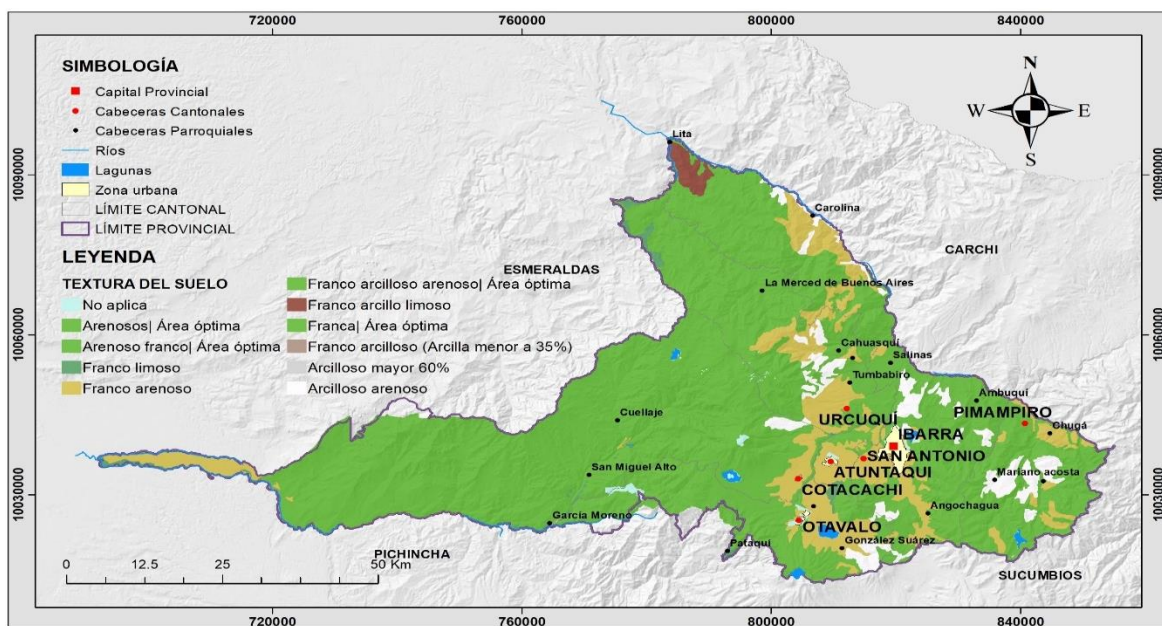 720000 760000 800000 840000
SIMBOLOGÍA
Capital Provincial
Cabeceras Cantonales
Cabeceras Parroquiales
Ríos
Lagunas
Zona urbana
LÍMITE CANTONAL
LÍMITE PROVINCIAL
LEYENDA
TEXTURA DEL SUELO
No aplica
Arenosos| Área óptima
Arenoso franco| Área óptima
Franco limoso
Franco arenoso
Franco arcilloso arenoso| Área óptima
Franco arcillo limoso
Franca| Área óptima
Franco arcilloso (Arcilla menor a 35%)
Arcilloso mayor 60%
Arcilloso arenoso
N
W E
S
10090000 10090000
10060000 10060000
10030000 10030000
Lita
Carolina
CARCHI
ESMERALDAS
La Merced de Buenos Aires
Cahuasquí
Salinas
Tumbabiro
Ambuquí
URCUQUÍ
PIMAMPIRO
Chugá
Cuellaje
IBARRA
SAN ANTONIO
ATUNTAQUI
San Miguel Alto
Mariano acosta
COTACACHI
García Moreno
Angochagua
OTAVALO
González Suárez
Pataquí
PICHINCHA
SUCUMBIOS
0 12.5 25 50 Km
720000 760000 800000 840000